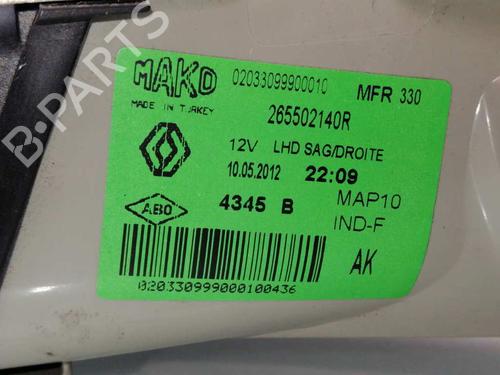 MAKO 02033099900010 MFR 330
MADE IN TURKEY
265502140R
12V LHD SAG/DROITE
10.05.2012 22:09 MAP10
ABO 4345 B IND-F
AK
020330999000100436
B-PARTS